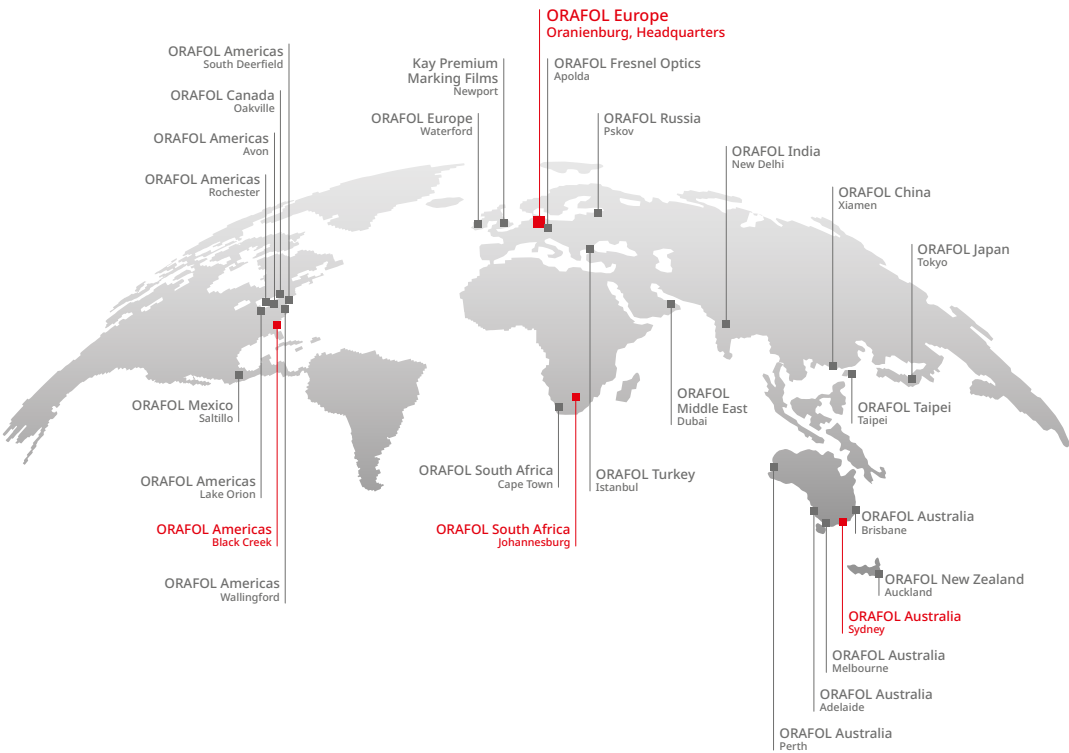 ORAFOL Europe
Oranienburg, Headquarters
ORAFOL Americas
South Deerfield
Kay Premium
Marking Films
Newport
ORAFOL Fresnel Optics
Apolda
ORAFOL Canada
Oakville
ORAFOL Europe
Waterford
ORAFOL Russia
Pskov
ORAFOL Americas
Avon
ORAFOL India
New Delhi
ORAFOL Americas
Rochester
ORAFOL China
Xiamen
ORAFOL Japan
Tokyo
ORAFOL Mexico
Saltillo
ORAFOL
Middle East
Dubai
ORAFOL Taipei
Taipei
ORAFOL Americas
Lake Orion
ORAFOL South Africa
Cape Town
ORAFOL Turkey
Istanbul
ORAFOL Americas
Black Creek
ORAFOL South Africa
Johannesburg
ORAFOL Australia
Brisbane
ORAFOL Americas
Wallingford
ORAFOL New Zealand
Auckland
ORAFOL Australia
Sydney
ORAFOL Australia
Melbourne
ORAFOL Australia
Adelaide
ORAFOL Australia
Perth